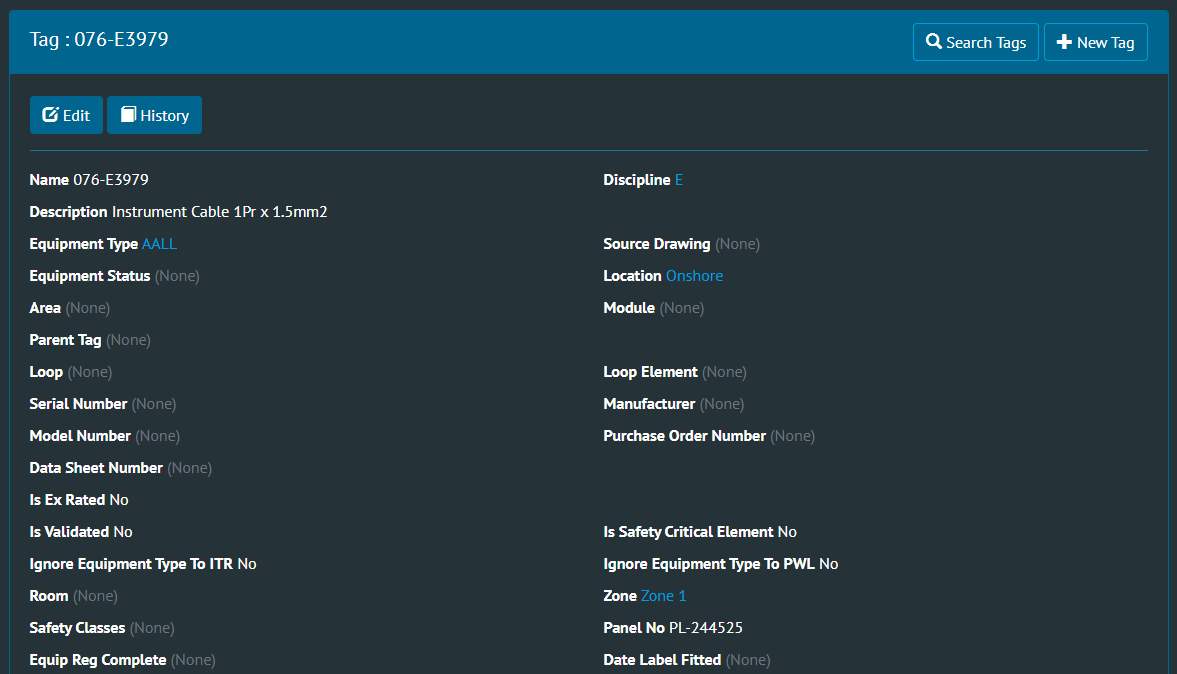 Tag : 076-E3979
Search Tags
New Tag
Edit
History
Name 076-E3979
Discipline E
Description Instrument Cable 1Pr x 1.5mm2
Equipment Type AALL
Source Drawing (None)
Equipment Status (None)
Location Onshore
Area (None)
Module (None)
Parent Tag (None)
Loop (None)
Loop Element (None)
Serial Number (None)
Manufacturer (None)
Model Number (None)
Purchase Order Number (None)
Data Sheet Number (None)
Is Ex Rated No
Is Validated No
Is Safety Critical Element No
Ignore Equipment Type To ITR No
Ignore Equipment Type To PWL No
Room (None)
Zone Zone 1
Safety Classes (None)
Panel No PL-244525
Equip Reg Complete (None)
Date Label Fitted (None)